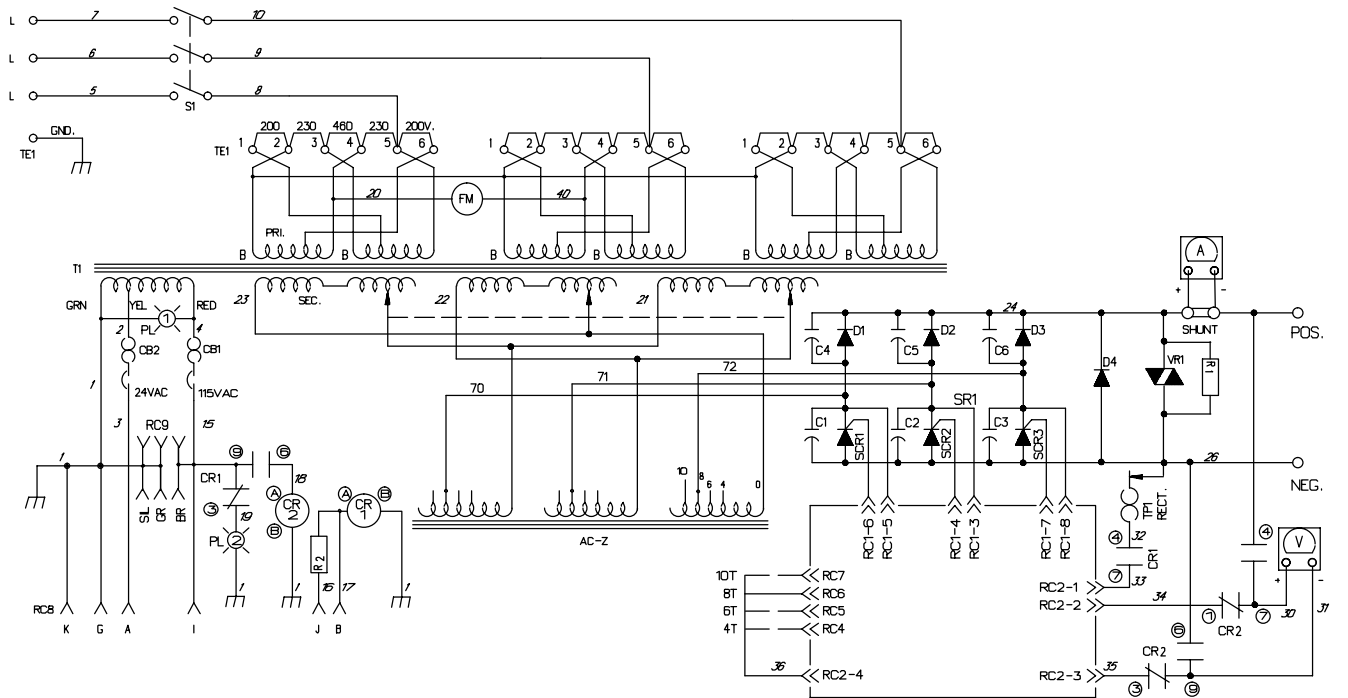 L 7 10
L 6 9
L 5 8
S1
GND.
TE1
200 230 460 230 200V.
TE1 1 2 3 4 5 6
1 2 3 4 5 6
1 2 3 4 5 6
20 FM 40
PRI.
B B B B B B
T1
SEC.
GRN YEL RED
23 22 21
PL 1
2 4
CB2 CB1
1 24VAC 115VAC
3 15
RC9
1
SIL GR BR
CR1 9 6
18
3 19
PL 2
A CR 2 B
A CR 1 B
R2
1 1 1
16 17
RC8
K G A I J B
70 71 72
10 8 6 4 0
AC-Z
A
+ -
24
SHUNT
POS.
C4 D1 C5 D2 C6 D3
D4 VR1 R1
SR1
C1 SCR1 C2 SCR2 C3 SCR3
26
NEG.
TP1 RECT.
RC1-6 RC1-5 RC1-4 RC1-3 RC1-7 RC1-8
32
4 CR1 7
33
4 7
V
+ -
30 31
10T RC7
8T RC6
6T RC5
4T RC4
36 RC2-4
RC2-1
RC2-2 34
1 CR2
6 9
RC2-3 35
CR2
3